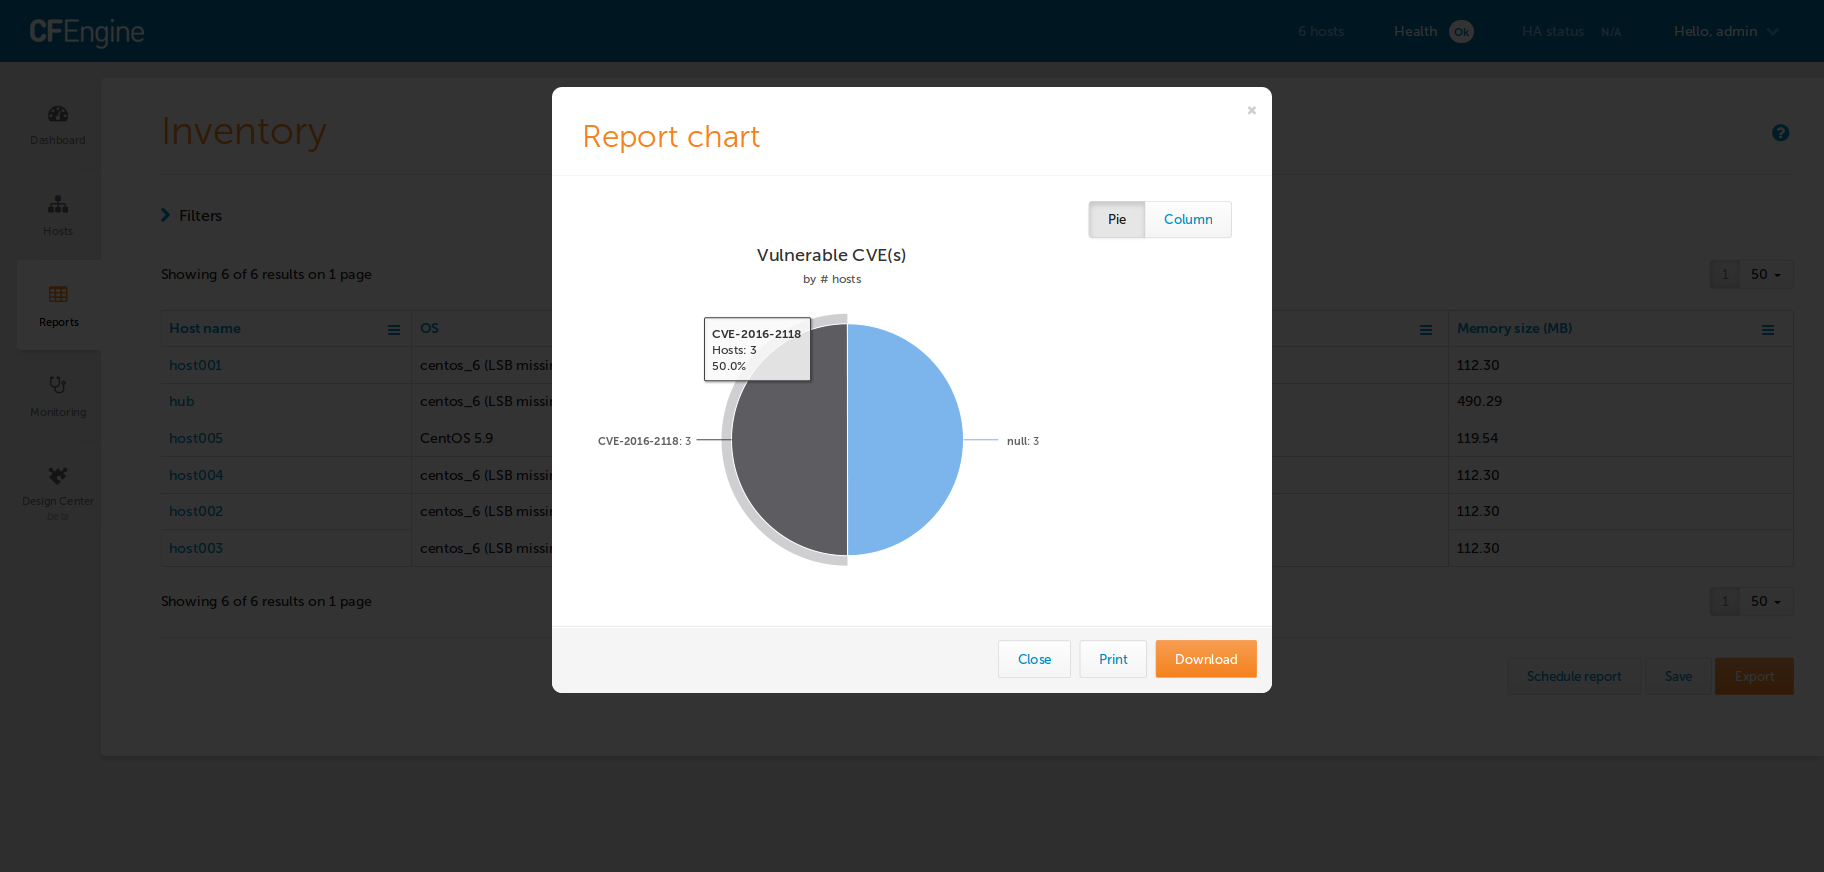 CFEngine
6 hosts
Health Ok
HA status N/A
Hello, admin
Dashboard
Hosts
Reports
Monitoring
Design Center
beta
Inventory
Filters
Showing 6 of 6 results on 1 page
1 50
Host name OS Memory size (MB)
host001 centos_6 (LSB missin 112.30
hub centos_6 (LSB missin 490.29
host005 CentOS 5.9 119.54
host004 centos_6 (LSB missin 112.30
host002 centos_6 (LSB missin 112.30
host003 centos_6 (LSB missin 112.30
Showing 6 of 6 results on 1 page
1 50
Schedule report Save Export
Report chart
×
Pie Column
Vulnerable CVE(s)
by # hosts
CVE-2016-2118
Hosts: 3
50.0%
CVE-2016-2118: 3
null: 3
Close Print Download